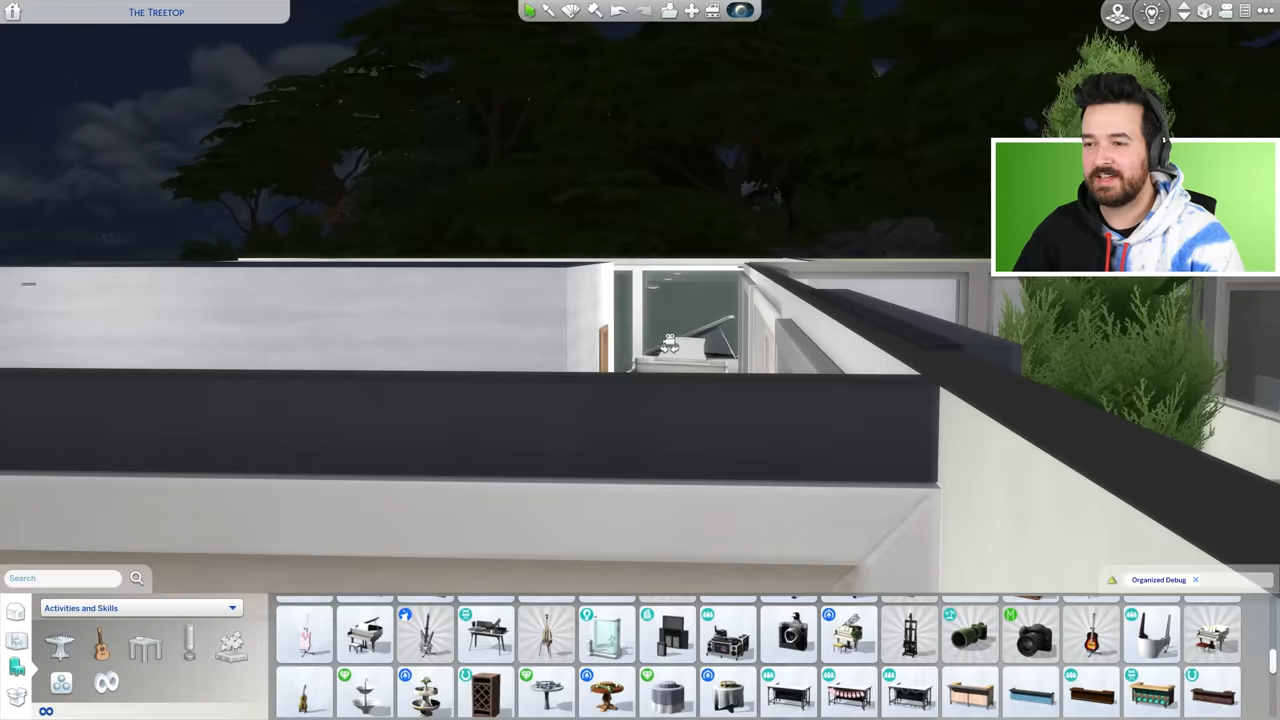 THE TREETOP
Search
Organized Debug
Activities and Skills